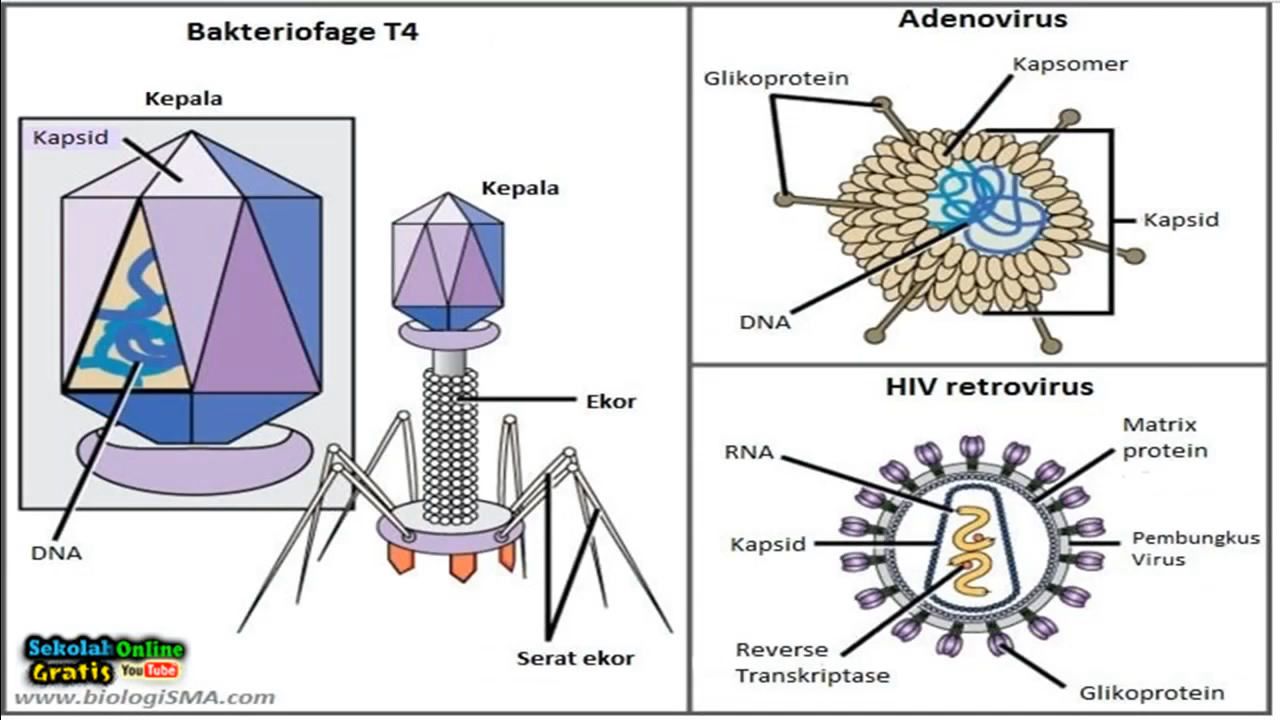 Bakteriofage T4
Kepala
Kapsid
Kepala
Ekor
DNA
Serat ekor
Sekolah Online
Gratis YouTube
www.biologiSMA.com
Adenovirus
Glikoprotein
Kapsomer
Kapsid
DNA
HIV retrovirus
RNA
Matrix
protein
Kapsid
Pembungkus
Virus
Reverse
Transkriptase
Glikoprotein